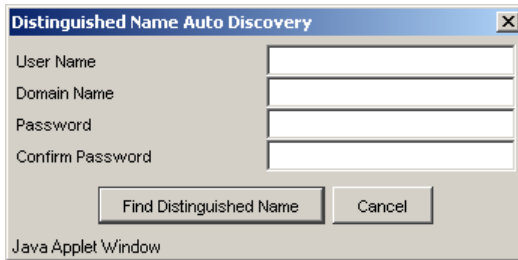 Distinguished Name Auto Discovery
User Name
Domain Name
Password
Confirm Password
Find Distinguished Name Cancel
Java Applet Window